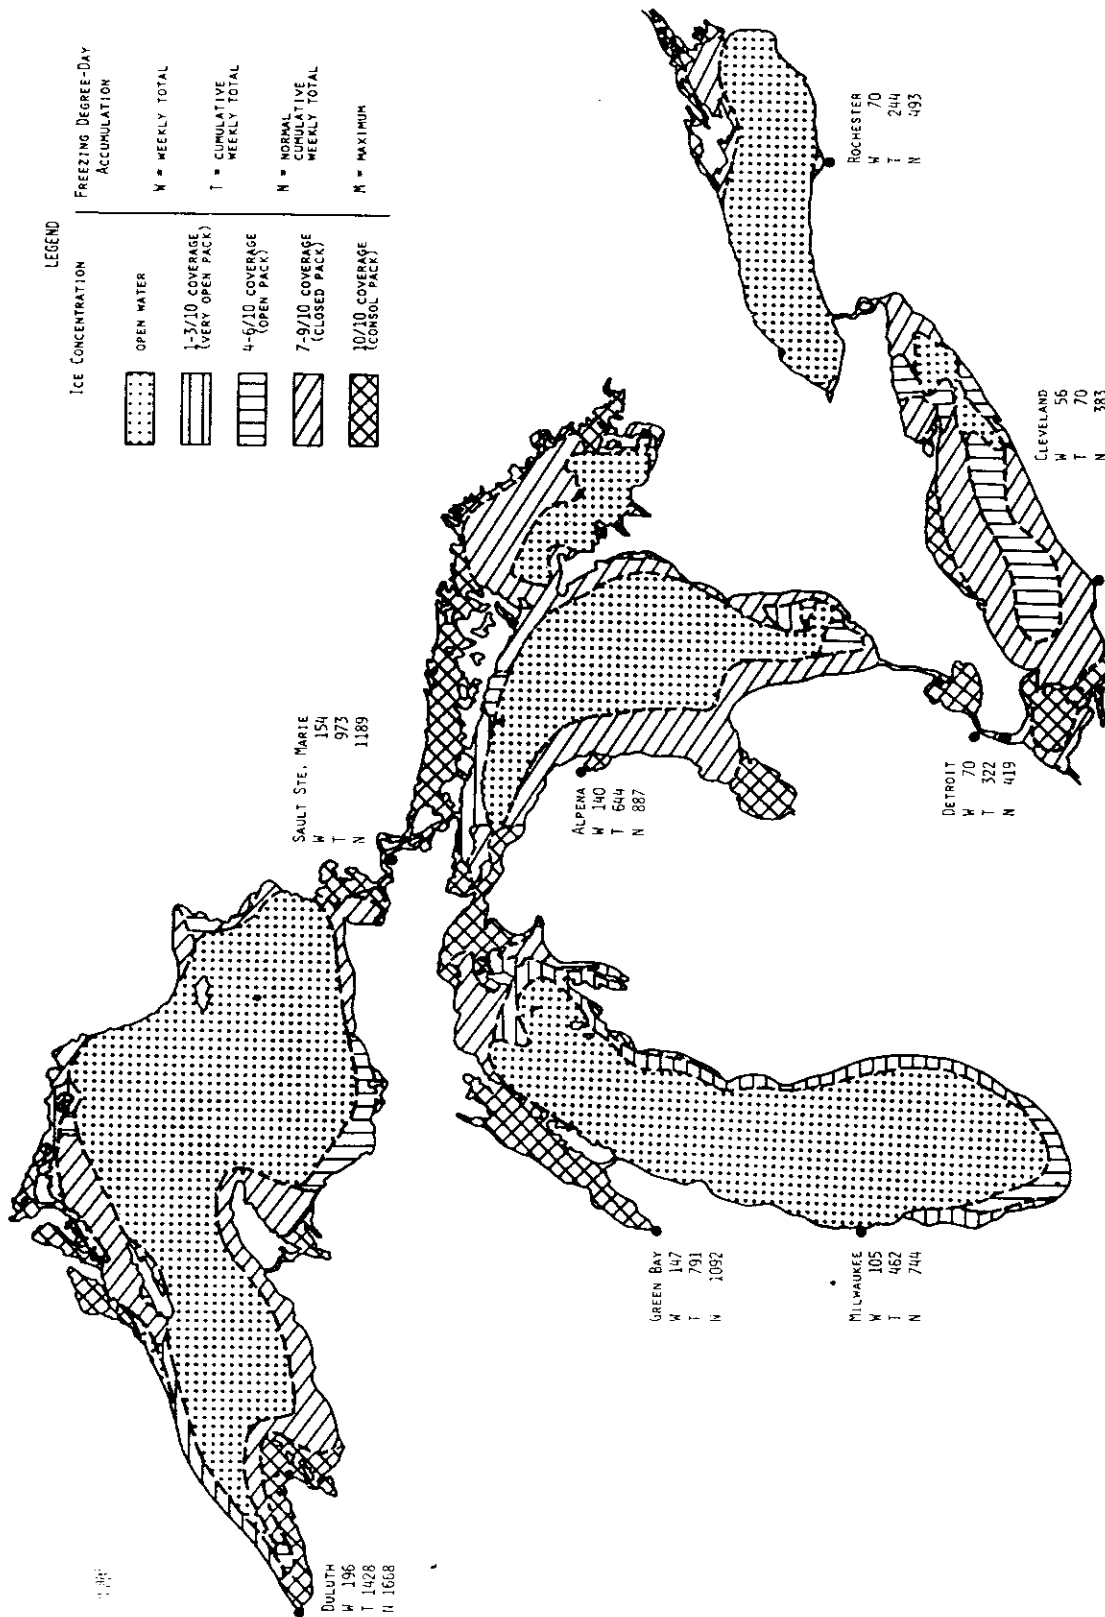 LEGEND
ICE CONCENTRATION
OPEN WATER
1-3/10 COVERAGE
(VERY OPEN PACK)
4-6/10 COVERAGE
(OPEN PACK)
7-9/10 COVERAGE
(CLOSED PACK)
10/10 COVERAGE
(CONSOL PACK)
FREEZING DEGREE-DAY
ACCUMULATION
W = WEEKLY TOTAL
T = CUMULATIVE
WEEKLY TOTAL
N = NORMAL
CUMULATIVE
WEEKLY TOTAL
M = MAXIMUM
DULUTH
W 196
T 1428
N 1668
SAULT STE. MARIE
W 154
T 973
N 1189
GREEN BAY
W 147
T 791
N 1092
MILWAUKEE
W 105
T 462
N 744
ALPENA
W 140
T 644
N 887
DETROIT
W 70
T 322
N 419
CLEVELAND
W 56
T 70
N 383
ROCHESTER
W 70
T 244
N 493